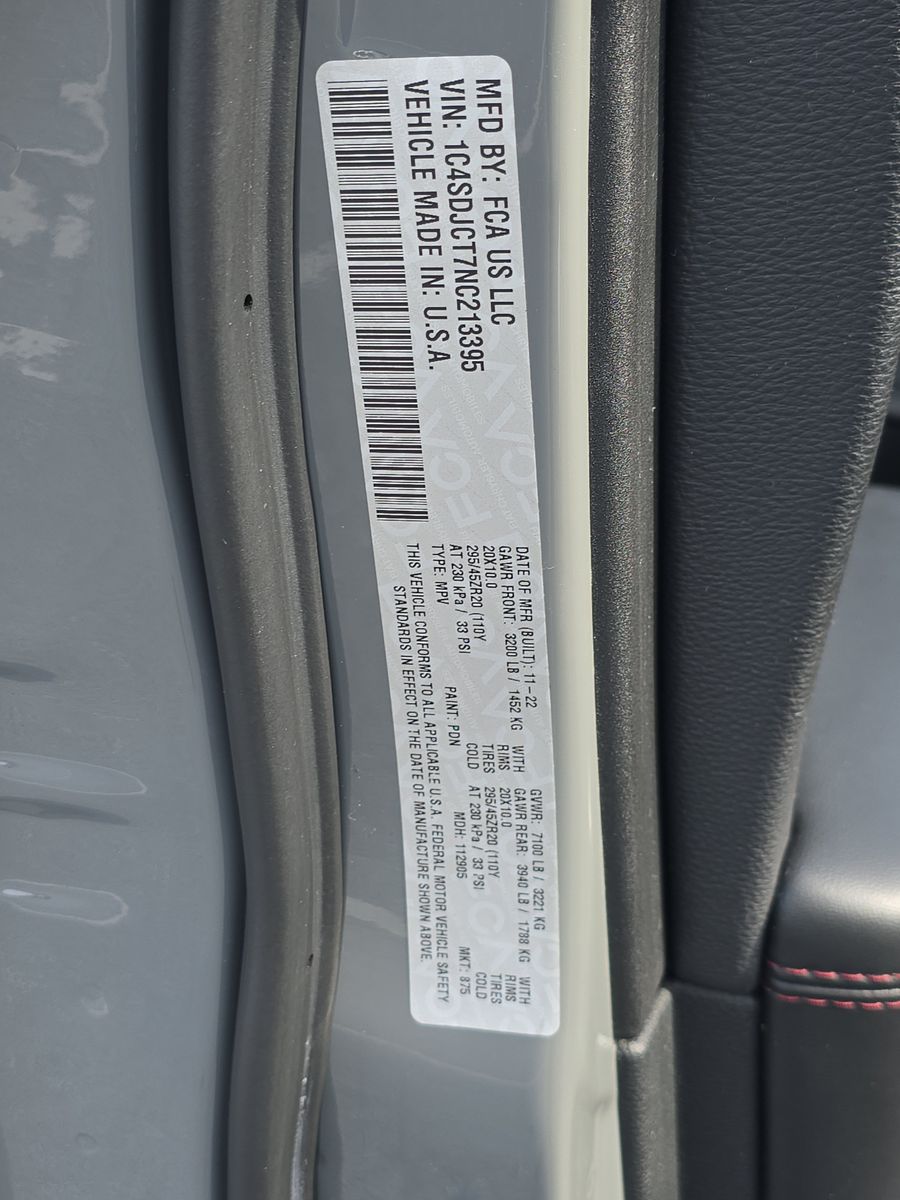 MFD BY: FCA US LLC
VIN: 1C4SDJCT7NC213395
VEHICLE MADE IN: U.S.A.
DATE OF MFR (BUILT): 11-22 GVWR: 7100 LB / 3221 KG
GAWR FRONT: 3200 LB / 1452 KG WITH GAWR REAR: 3940 LB / 1788 KG WITH
20X10.0 RIMS 20X10.0 RIMS
295/45ZR20 (110Y TIRES 295/45ZR20 (110Y TIRES
AT 230 kPa / 33 PSI COLD AT 230 kPa / 33 PSI COLD
TYPE: MPV PAINT: PDN MDH: 112905 MKT: 875
THIS VEHICLE CONFORMS TO ALL APPLICABLE U.S.A. FEDERAL MOTOR VEHICLE SAFETY
STANDARDS IN EFFECT ON THE DATE OF MANUFACTURE SHOWN ABOVE.